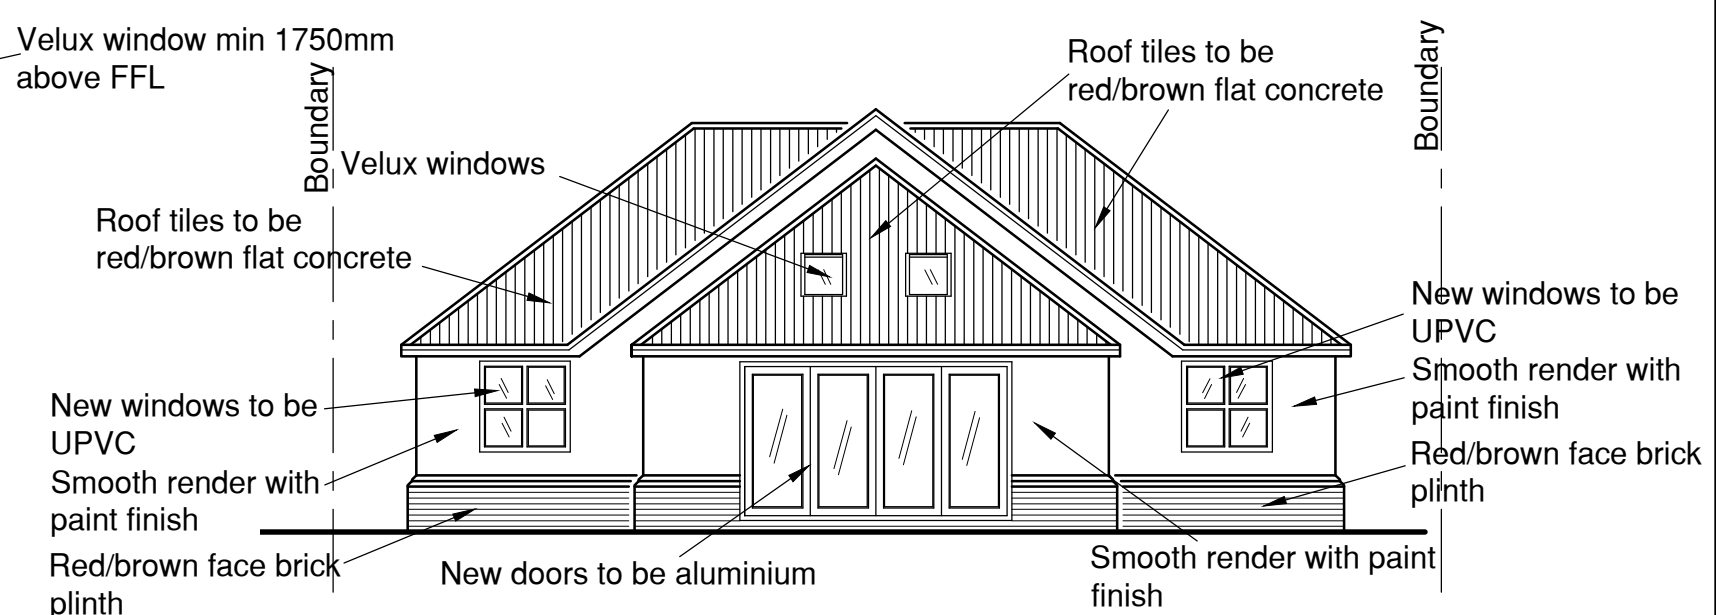 Velux window min 1750mm
above FFL
Boundary
Boundary
Roof tiles to be
red/brown flat concrete
Velux windows
Roof tiles to be
red/brown flat concrete
New windows to be
UPVC
Smooth render with
paint finish
Red/brown face brick
plinth
New windows to be
UPVC
Smooth render with
paint finish
Red/brown face brick
plinth
New doors to be aluminium
Smooth render with paint
finish